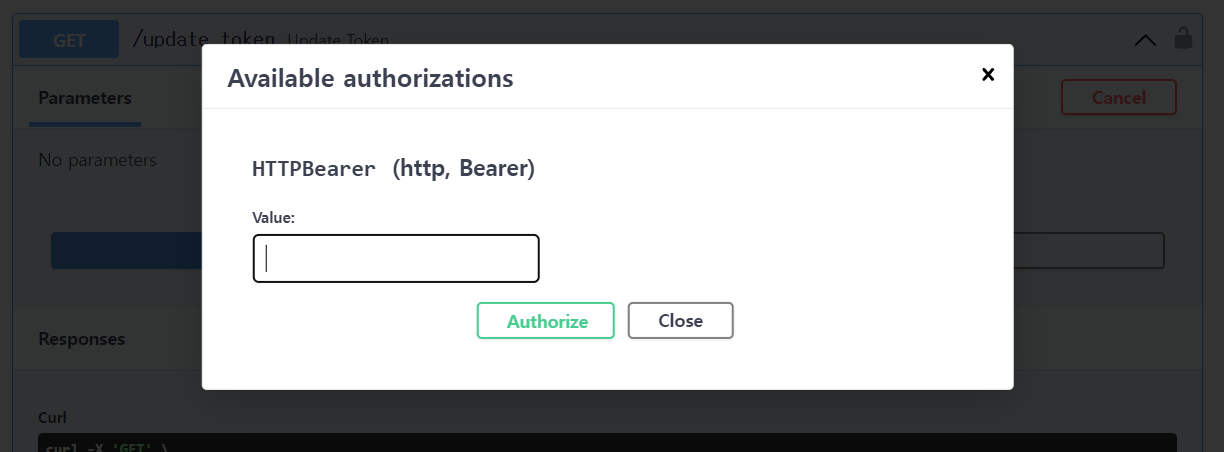 GET /update_token Update Token
Available authorizations
Parameters
Cancel
No parameters
HTTPBearer (http, Bearer)
Value:
Authorize
Close
Responses
Curl
curl -X 'GET' \